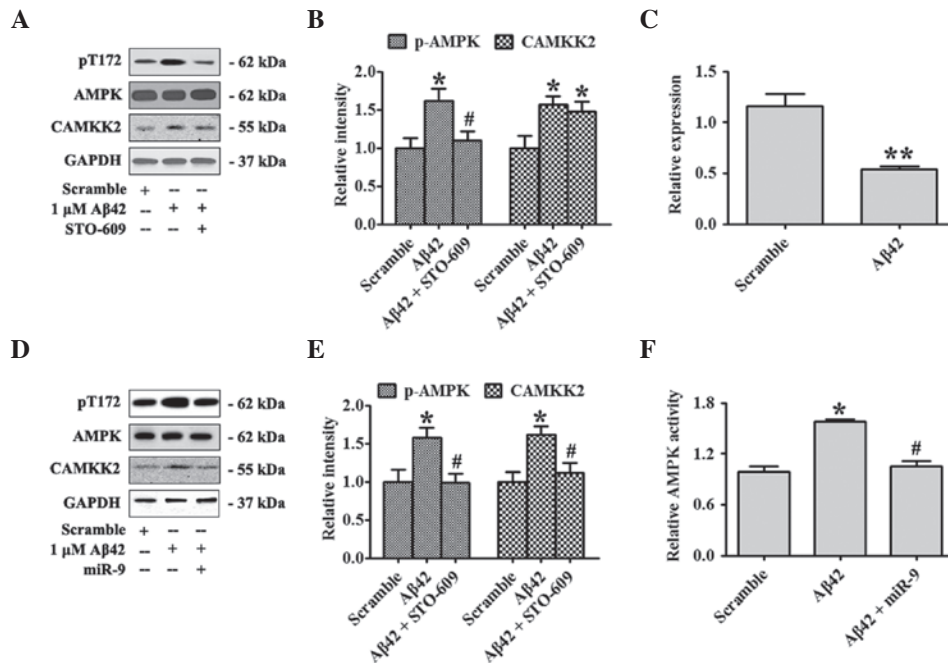 A
pT172 - 62 kDa
AMPK - 62 kDa
CAMKK2 - 55 kDa
GAPDH - 37 kDa
Scramble + -- --
1 μM Aβ42 -- + +
STO-609 -- -- +
B
p-AMPK CAMKK2
Relative intensity
2.0
1.5
1.0
0.5
0.0
* # * *
Scramble
Aβ42
Aβ42 + STO-609
Scramble
Aβ42
Aβ42 + STO-609
C
Relative expression
1.5
1.0
0.5
0.0
**
Scramble
Aβ42
D
pT172 - 62 kDa
AMPK - 62 kDa
CAMKK2 - 55 kDa
GAPDH - 37 kDa
Scramble + -- --
1 μM Aβ42 -- + +
miR-9 -- -- +
E
p-AMPK CAMKK2
Relative intensity
2.0
1.5
1.0
0.5
0.0
* # * #
Scramble
Aβ42
Aβ42 + STO-609
Scramble
Aβ42
Aβ42 + STO-609
F
Relative AMPK activity
1.8
1.2
0.6
0.0
* #
Scramble
Aβ42
Aβ42 + miR-9